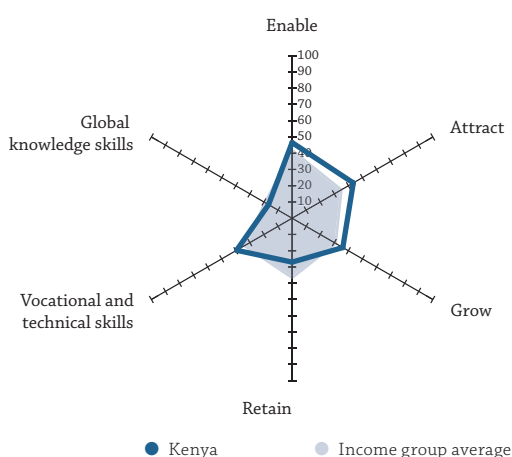 Enable
100
90
80
70
60
50
40
30
20
10
Attract
Global
knowledge skills
Vocational and
technical skills
Grow
Retain
Kenya
Income group average